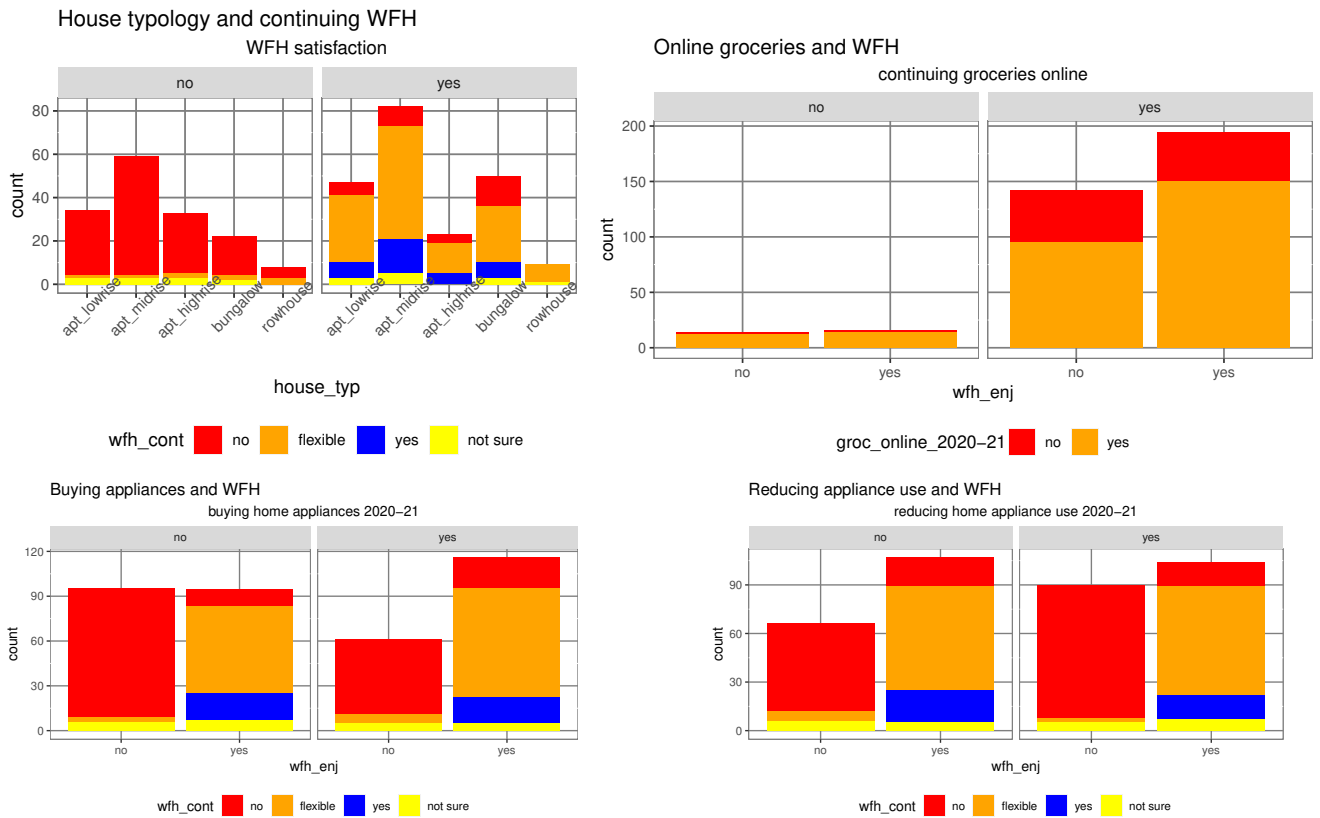 House typology and continuing WFH
WFH satisfaction
no yes
80
60
40
20
0
count
apt_lowrise apt_midrise apt_highrise bungalow rowhouse apt_lowrise apt_midrise apt_highrise bungalow rowhouse
house_typ
wfh_cont no flexible yes not sure
Online groceries and WFH
continuing groceries online
no yes
200
150
100
50
0
count
no yes no yes
wfh_enj
groc_online_2020−21 no yes
Buying appliances and WFH
buying home appliances 2020−21
no yes
120
90
60
30
0
count
no yes no yes
wfh_enj
wfh_cont no flexible yes not sure
Reducing appliance use and WFH
reducing home appliance use 2020−21
no yes
90
60
30
0
count
no yes no yes
wfh_enj
wfh_cont no flexible yes not sure